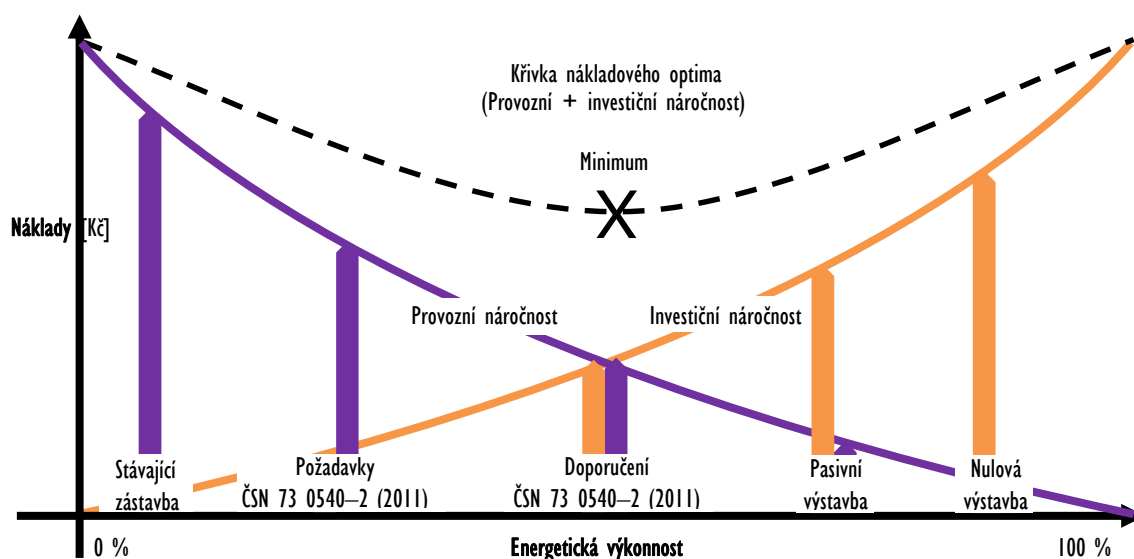 Křivka nákladového optima
(Provozní + investiční náročnost)
Minimum
X
Náklady [Kč]
Provozní náročnost
Investiční náročnost
Stávající
zástavba
Požadavky
ČSN 73 0540–2 (2011)
Doporučení
ČSN 73 0540–2 (2011)
Pasivní
výstavba
Nulová
výstavba
0 %
Energetická výkonnost
100 %